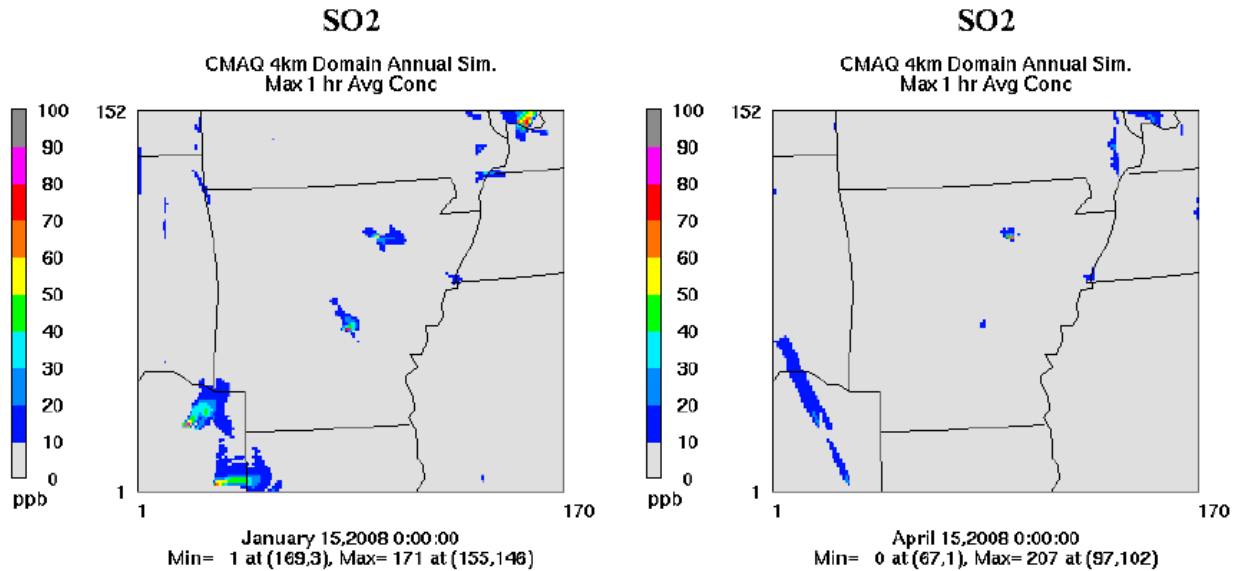 SO2
CMAQ 4km Domain Annual Sim.
Max 1 hr Avg Conc
100
90
80
70
60
50
40
30
20
10
0
ppb
152
1
1
170
January 15,2008 0:00:00
Min= 1 at (169,3), Max= 171 at (155,146)
SO2
CMAQ 4km Domain Annual Sim.
Max 1 hr Avg Conc
100
90
80
70
60
50
40
30
20
10
0
ppb
152
1
1
170
April 15,2008 0:00:00
Min= 0 at (67,1), Max= 207 at (97,102)